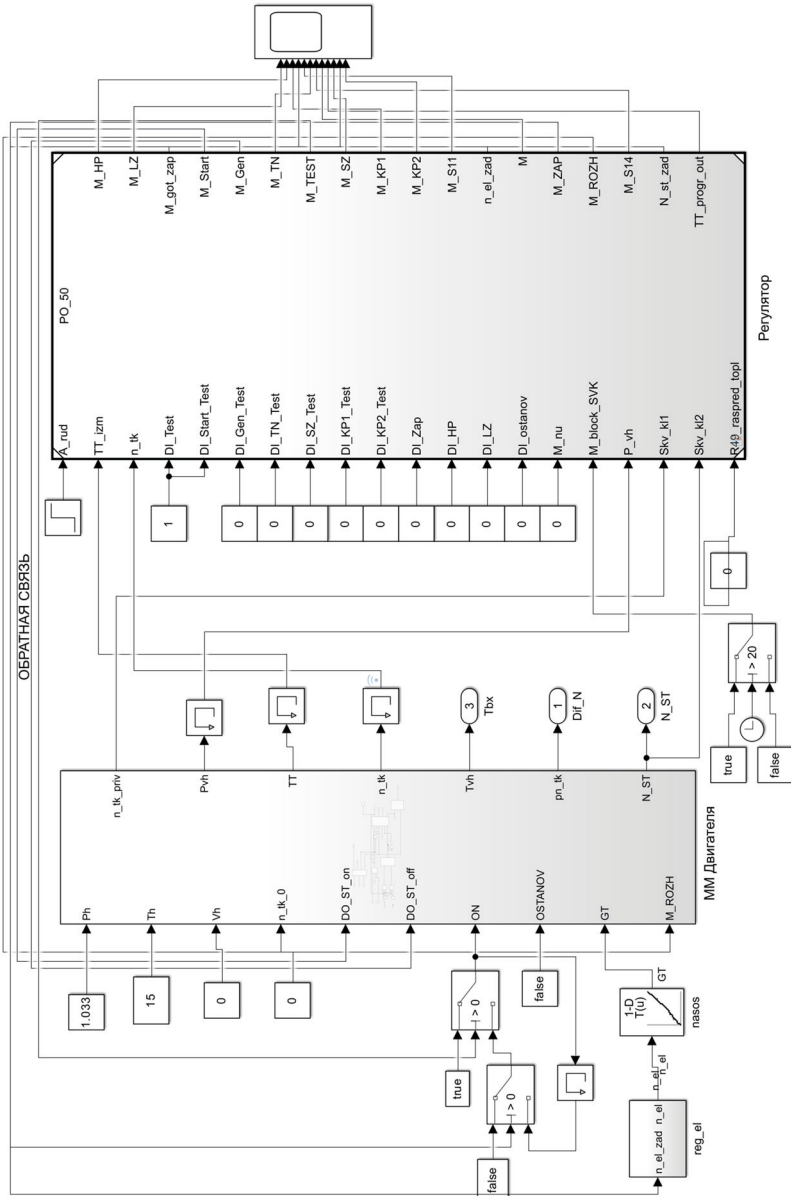 ОБРАТНАЯ СВЯЗЬ
1.033
15
0
0
true
false
false
n_el_zad
n_el
reg_el
> 0
> 0
n_el
n_el
1-D
T(u)
nasos
GT
Ph
Th
Vh
n_tk_0
DO_ST_on
DO_ST_off
ON
OSTANOV
GT
M_ROZH
n_tk_priv
Pvh
TT
n_tk
Tvh
pn_tk
N_ST
ММ Двигателя
3
Tbx
1
Dif_N
2
N_ST
true
false
> 20
0
1
0
0
0
0
0
0
0
0
0
0
PO_50
A_rud
TT_izm
n_tk
DI_Test
DI_Start_Test
DI_Gen_Test
DI_TN_Test
DI_SZ_Test
DI_KP1_Test
DI_KP2_Test
DI_Zap
DI_HP
DI_LZ
DI_ostanov
M_nu
M_block_SVK
P_vh
Skv_kl1
Skv_kl2
R49_raspred_topl
M_HP
M_LZ
M_got_zap
M_Start
M_Gen
M_TN
M_TEST
M_SZ
M_KP1
M_KP2
M_S11
n_el_zad
M
M_ZAP
M_ROZH
M_S14
N_st_zad
TT_progr_out
Регулятор